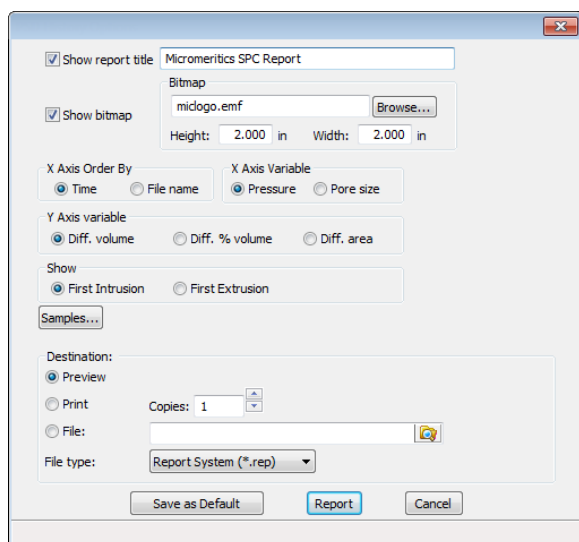 Show report title Micromeritics SPC Report
Bitmap
Show bitmap
miclogo.emf Browse...
Height: 2.000 in Width: 2.000 in
X Axis Order By
Time File name
X Axis Variable
Pressure Pore size
Y Axis variable
Diff. volume Diff. % volume Diff. area
Show
First Intrusion First Extrusion
Samples...
Destination:
Preview
Print Copies: 1
File:
File type: Report System (*.rep)
Save as Default Report Cancel